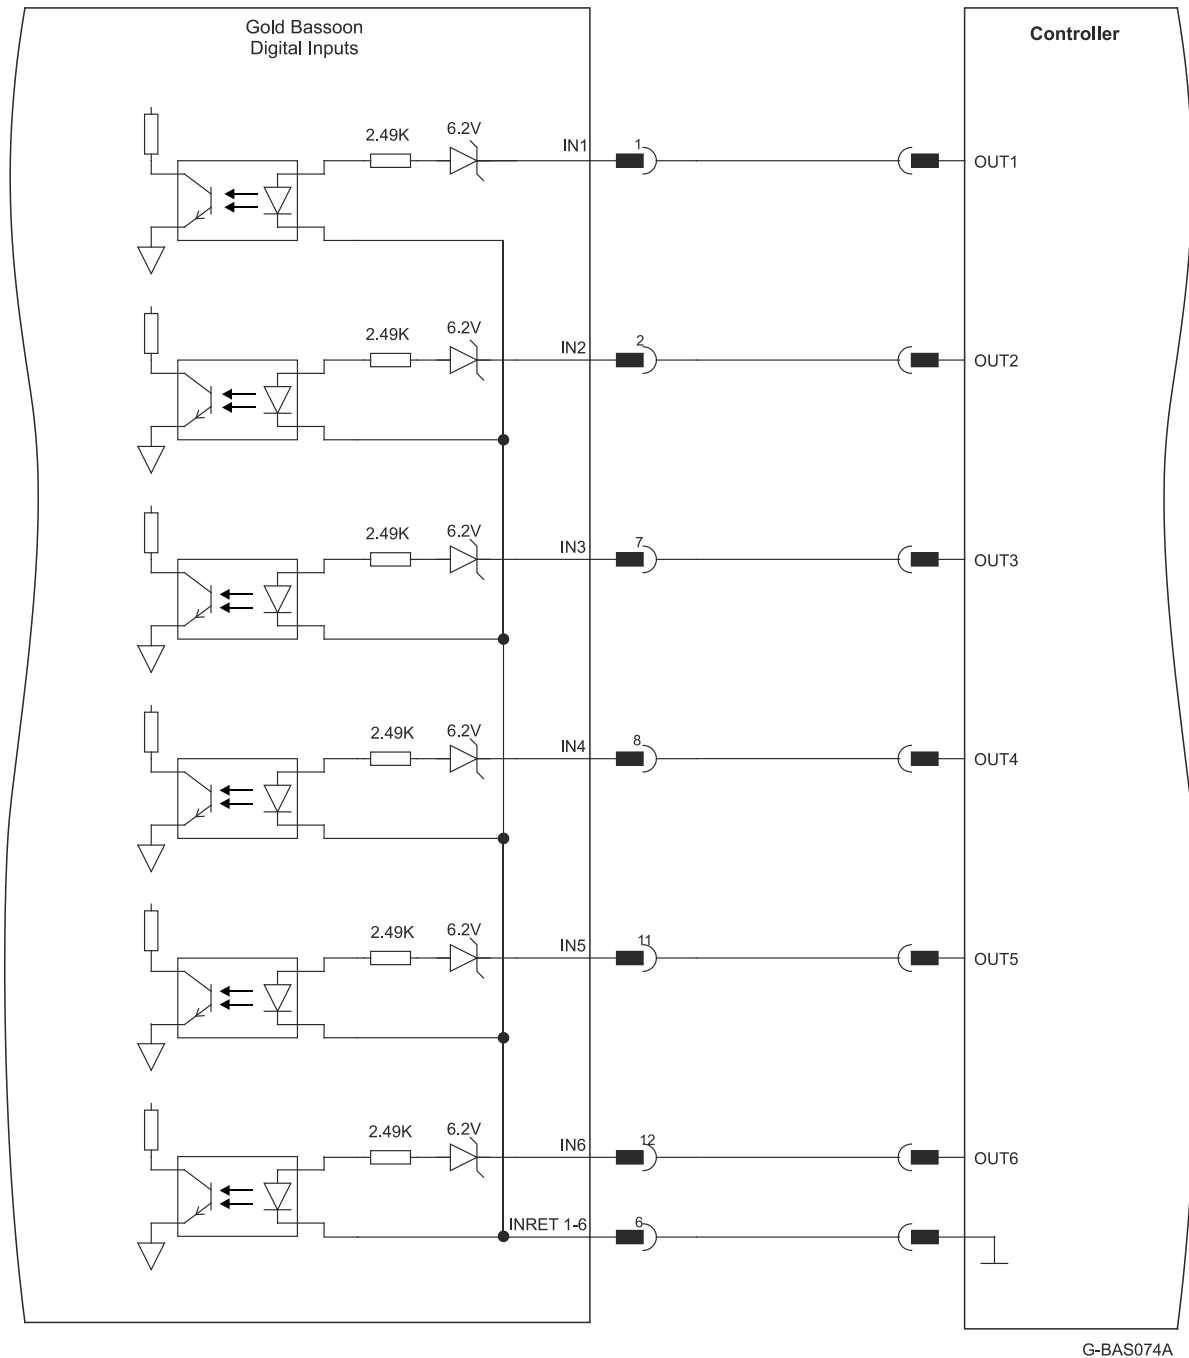 Gold Bassoon
Digital Inputs
Controller
2.49K
6.2V
IN1
1
OUT1
2.49K
6.2V
IN2
2
OUT2
2.49K
6.2V
IN3
7
OUT3
2.49K
6.2V
IN4
8
OUT4
2.49K
6.2V
IN5
11
OUT5
2.49K
6.2V
IN6
12
OUT6
INRET 1-6
6
G-BAS074A